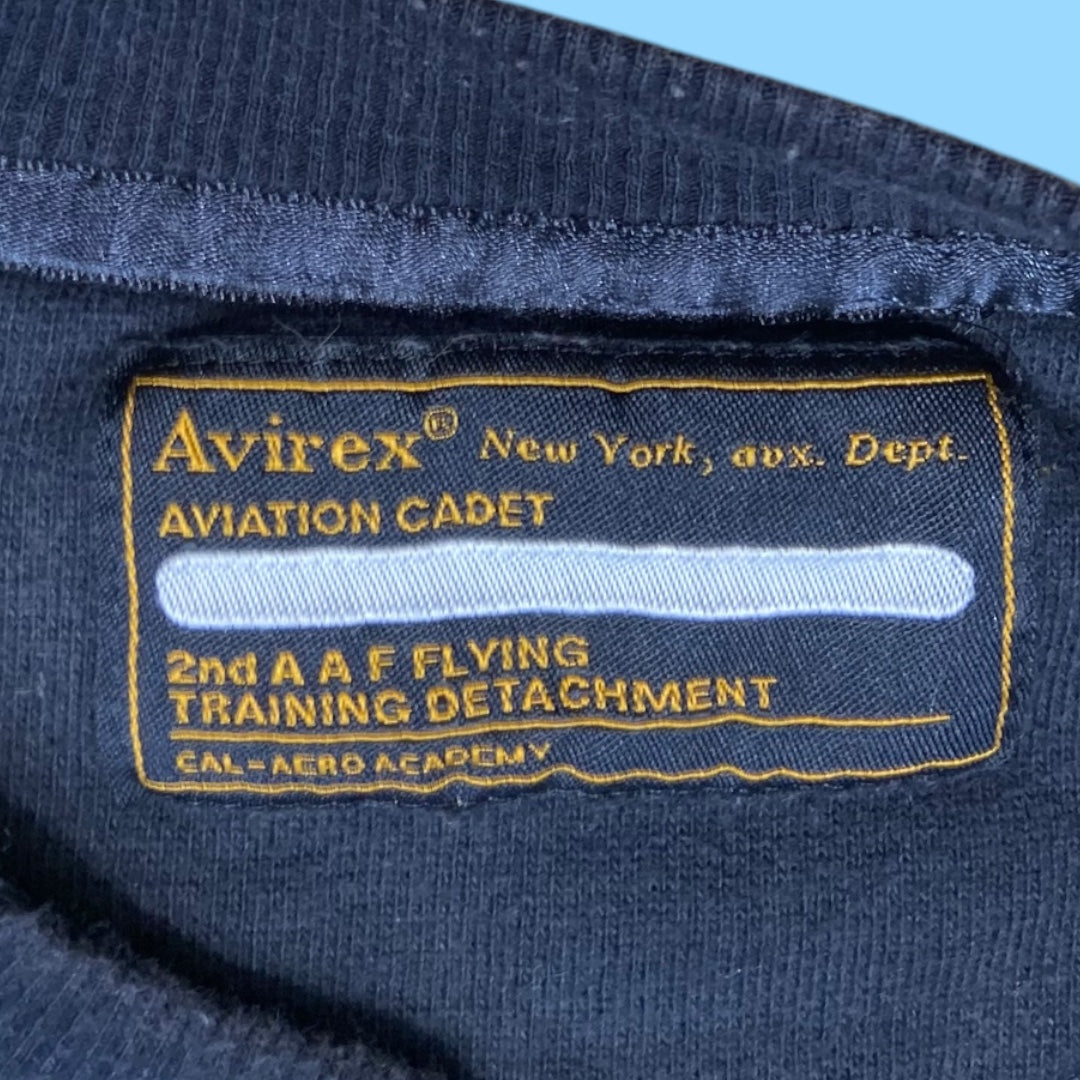 Avirex® New York, avx. Dept.
AVIATION CADET
2nd A A F FLYING
TRAINING DETACHMENT
CAL-AERO ACADEMY